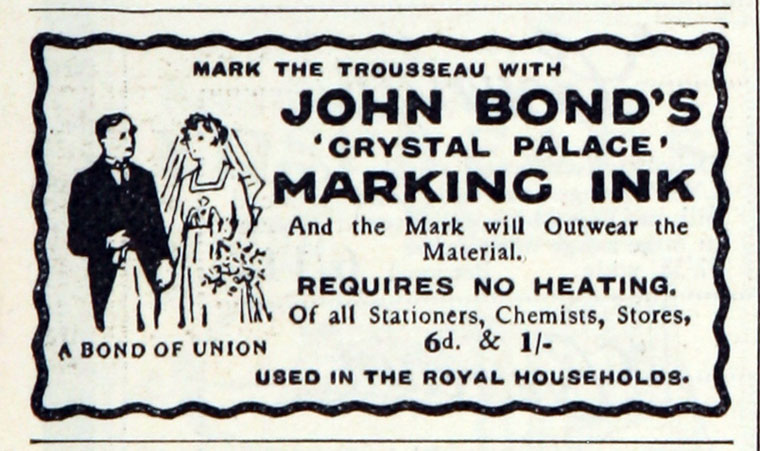 MARK THE TROUSSEAU WITH
JOHN BOND'S
'CRYSTAL PALACE'
MARKING INK
And the Mark will Outwear the
Material.
REQUIRES NO HEATING.
Of all Stationers, Chemists, Stores,
6d. & 1/-
A BOND OF UNION
USED IN THE ROYAL HOUSEHOLDS.